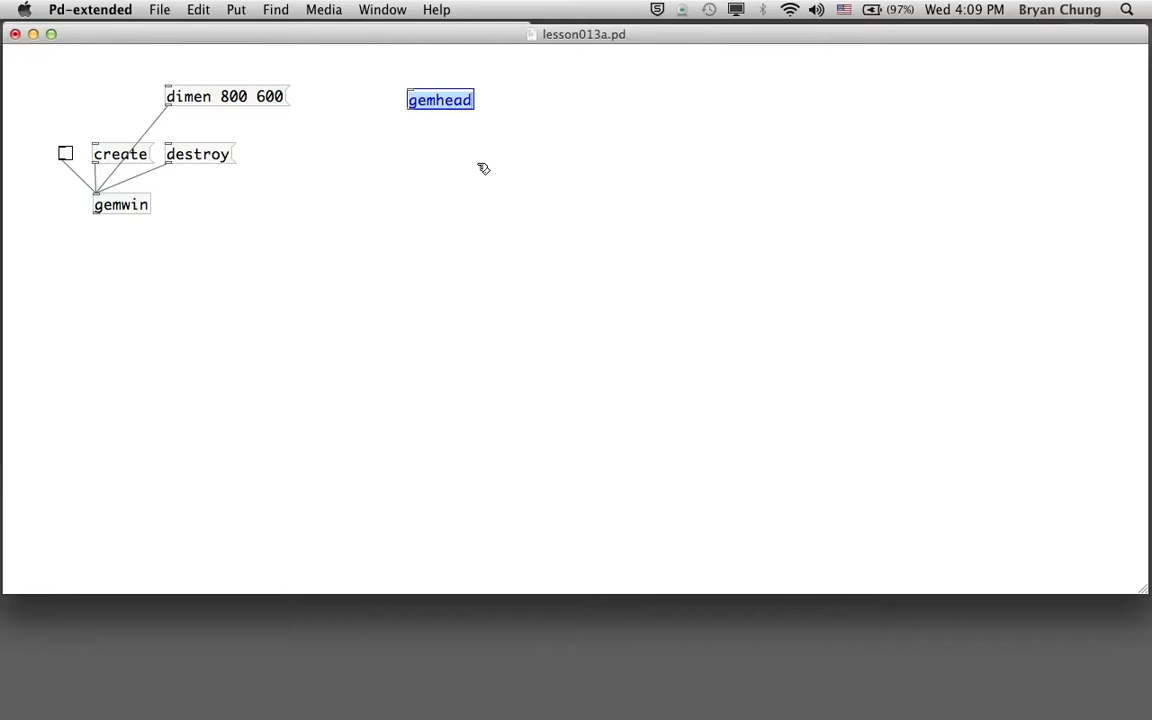 Pd-extended File Edit Put Find Media Window Help (97%) Wed 4:09 PM Bryan Chung
lesson013a.pd
dimen 800 600
gemhead
create destroy
gemwin